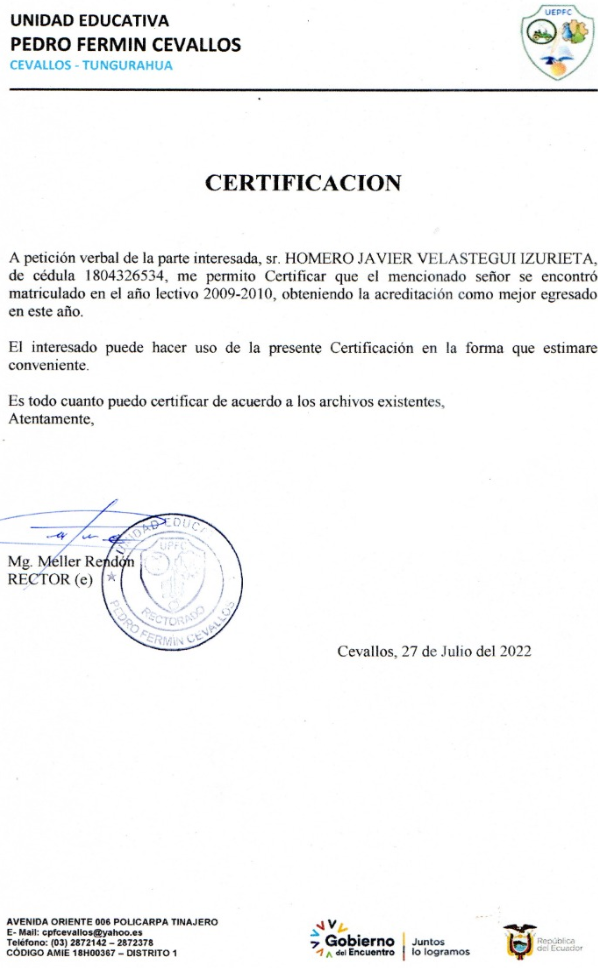 UNIDAD EDUCATIVA
PEDRO FERMIN CEVALLOS
CEVALLOS - TUNGURAHUA
UEPFC
CERTIFICACION
A petición verbal de la parte interesada, sr. HOMERO JAVIER VELASTEGUI IZURIETA,
de cédula 1804326534, me permito Certificar que el mencionado señor se encontró
matriculado en el año lectivo 2009-2010, obteniendo la acreditación como mejor egresado
en este año.
El interesado puede hacer uso de la presente Certificación en la forma que estimare
conveniente.
Es todo cuanto puedo certificar de acuerdo a los archivos existentes,
Atentamente,
Mg. Meller Rendón
RECTOR (e)
UNIDAD EDUC
UPFC
RECTORADO
PEDRO FERMIN CEVALLOS
Cevallos, 27 de Julio del 2022
AVENIDA ORIENTE 006 POLICARPA TINAJERO
E- Mail: cpfcevallos@yahoo.es
Teléfono: (03) 2872142 – 2872378
CÓDIGO AMIE 18H00367 – DISTRITO 1
Gobierno
del Encuentro
Juntos
lo logramos
República
del Ecuador